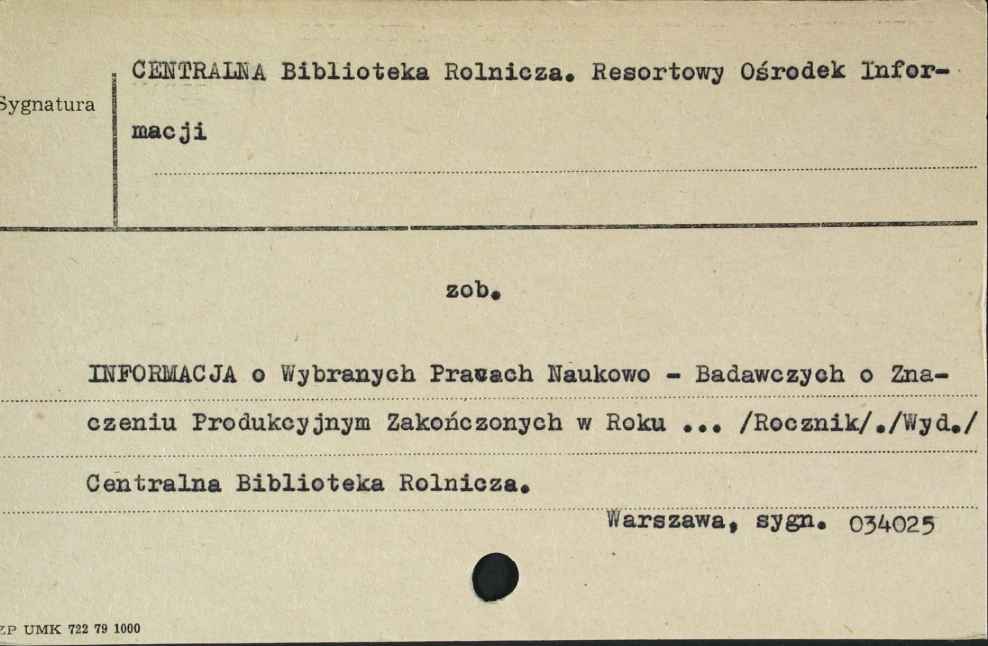 CENTRALNA Biblioteka Rolnicza. Resortowy Ośrodek Infor-
Sygnatura
macji
zob.
INFORMACJA o Wybranych Pracach Naukowo - Badawczych o Zna-
czeniu Produkcyjnym Zakończonych w Roku ... /Rocznik/./Wyd./
Centralna Biblioteka Rolnicza.
Warszawa, sygn. 034025
ZP UMK 722 79 1000